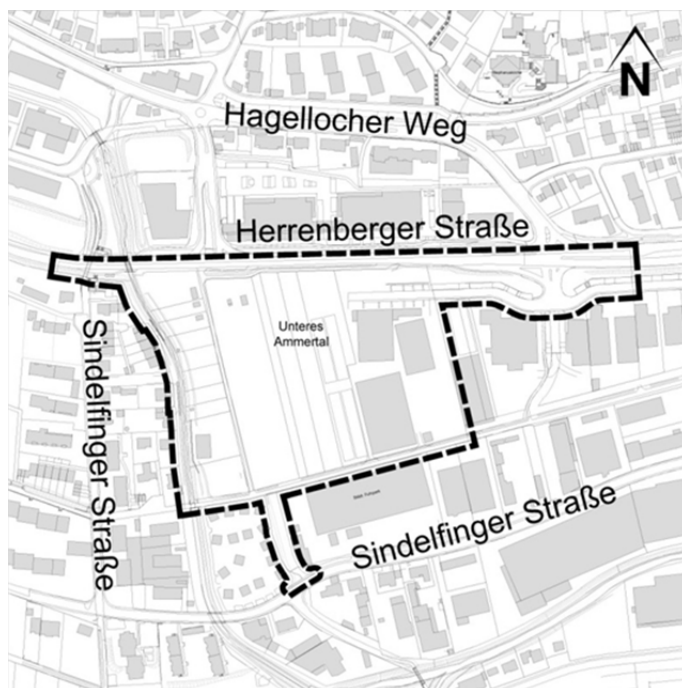 N
Hagellocher Weg
Herrenberger Straße
Unteres
Ammertal
Sindelfinger Straße
Sindelfinger Straße